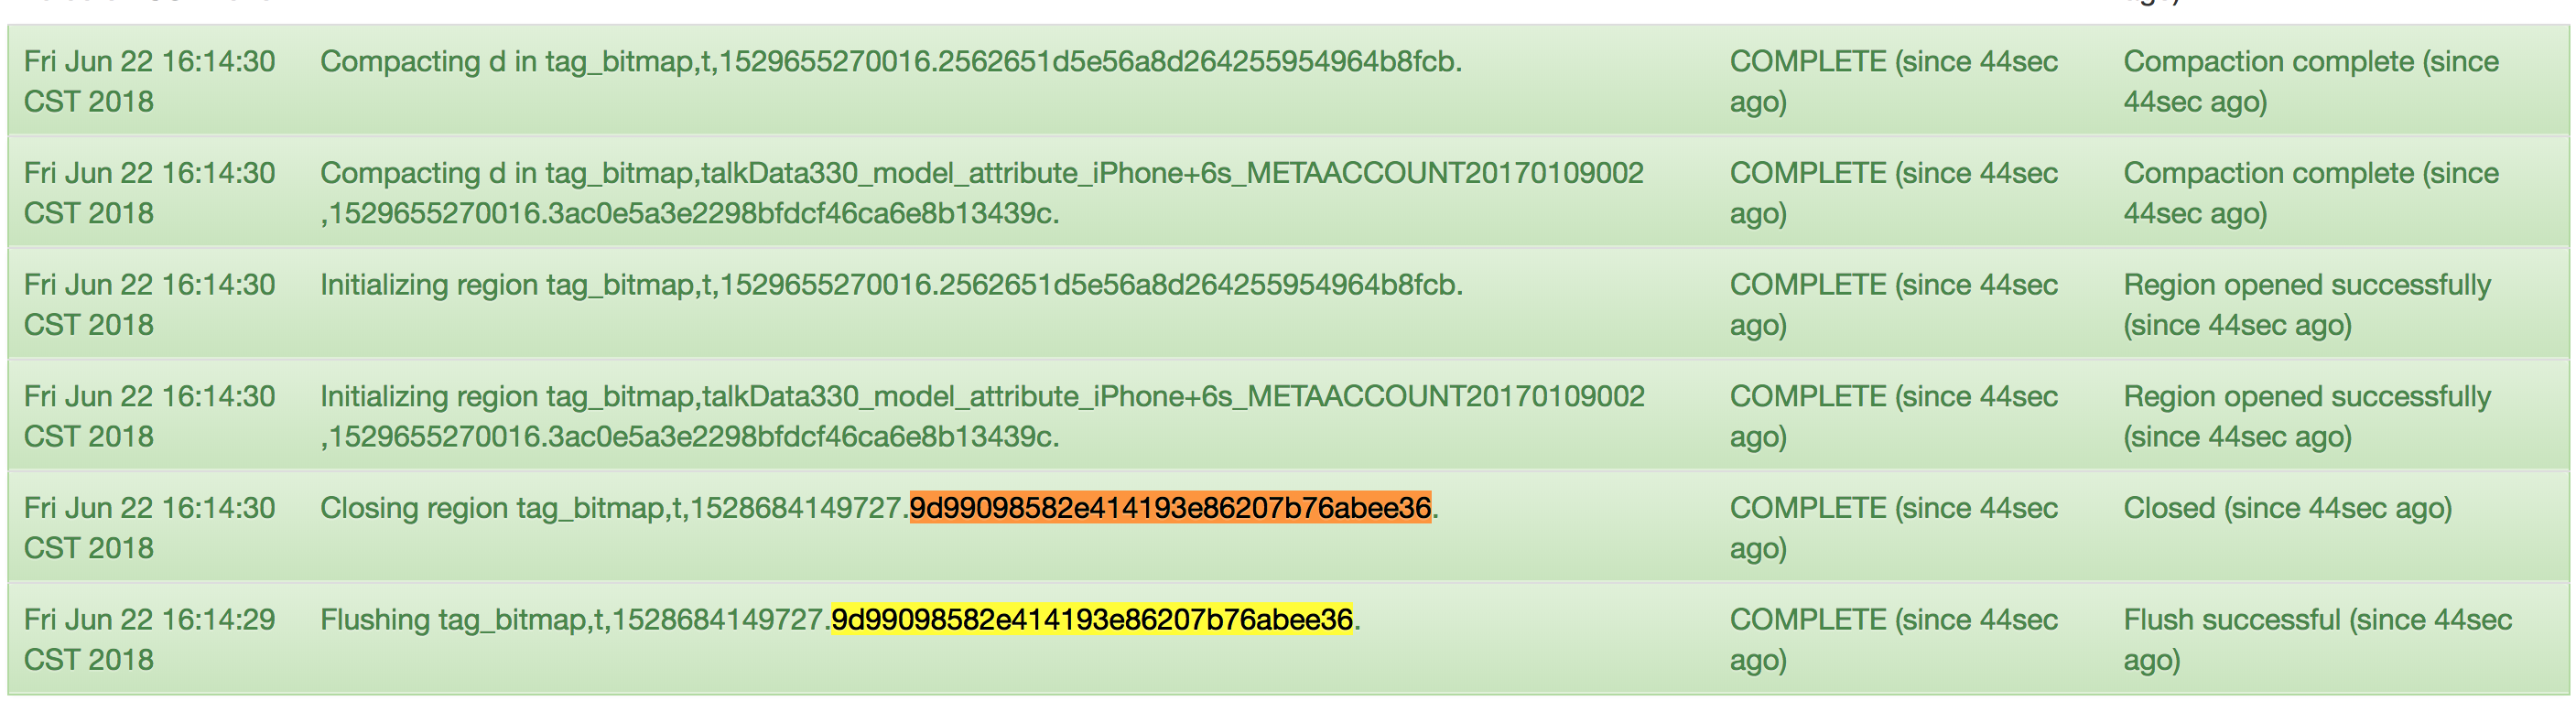 ago)
Fri Jun 22 16:14:30 Compacting d in tag_bitmap,t,1529655270016.2562651d5e56a8d264255954964b8fcb. COMPLETE (since 44sec Compaction complete (since
CST 2018 ago) 44sec ago)
Fri Jun 22 16:14:30 Compacting d in tag_bitmap,talkData330_model_attribute_iPhone+6s_METAACCOUNT20170109002 COMPLETE (since 44sec Compaction complete (since
CST 2018 ,1529655270016.3ac0e5a3e2298bfdcf46ca6e8b13439c. ago) 44sec ago)
Fri Jun 22 16:14:30 Initializing region tag_bitmap,t,1529655270016.2562651d5e56a8d264255954964b8fcb. COMPLETE (since 44sec Region opened successfully
CST 2018 ago) (since 44sec ago)
Fri Jun 22 16:14:30 Initializing region tag_bitmap,talkData330_model_attribute_iPhone+6s_METAACCOUNT20170109002 COMPLETE (since 44sec Region opened successfully
CST 2018 ,1529655270016.3ac0e5a3e2298bfdcf46ca6e8b13439c. ago) (since 44sec ago)
Fri Jun 22 16:14:30 Closing region tag_bitmap,t,1528684149727.9d99098582e414193e86207b76abee36. COMPLETE (since 44sec Closed (since 44sec ago)
CST 2018 ago)
Fri Jun 22 16:14:29 Flushing tag_bitmap,t,1528684149727.9d99098582e414193e86207b76abee36. COMPLETE (since 44sec Flush successful (since 44sec
CST 2018 ago) ago)